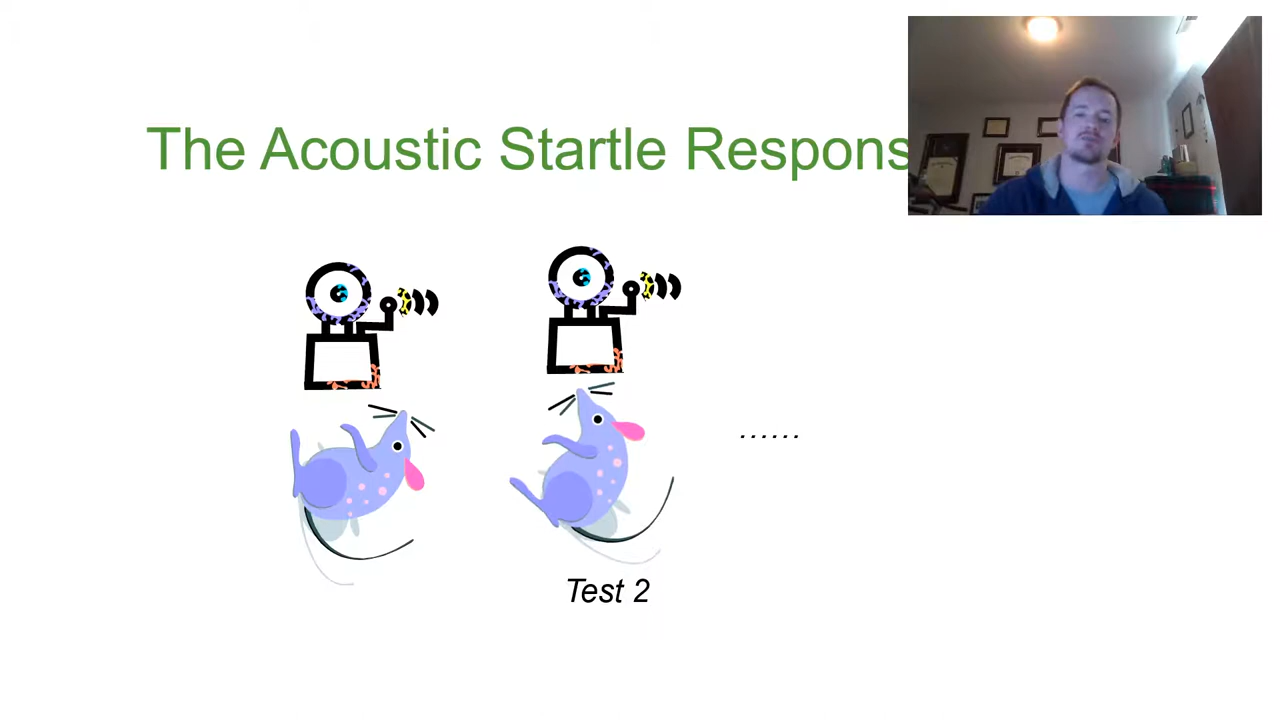 The Acoustic Startle Respons
......
Test 2